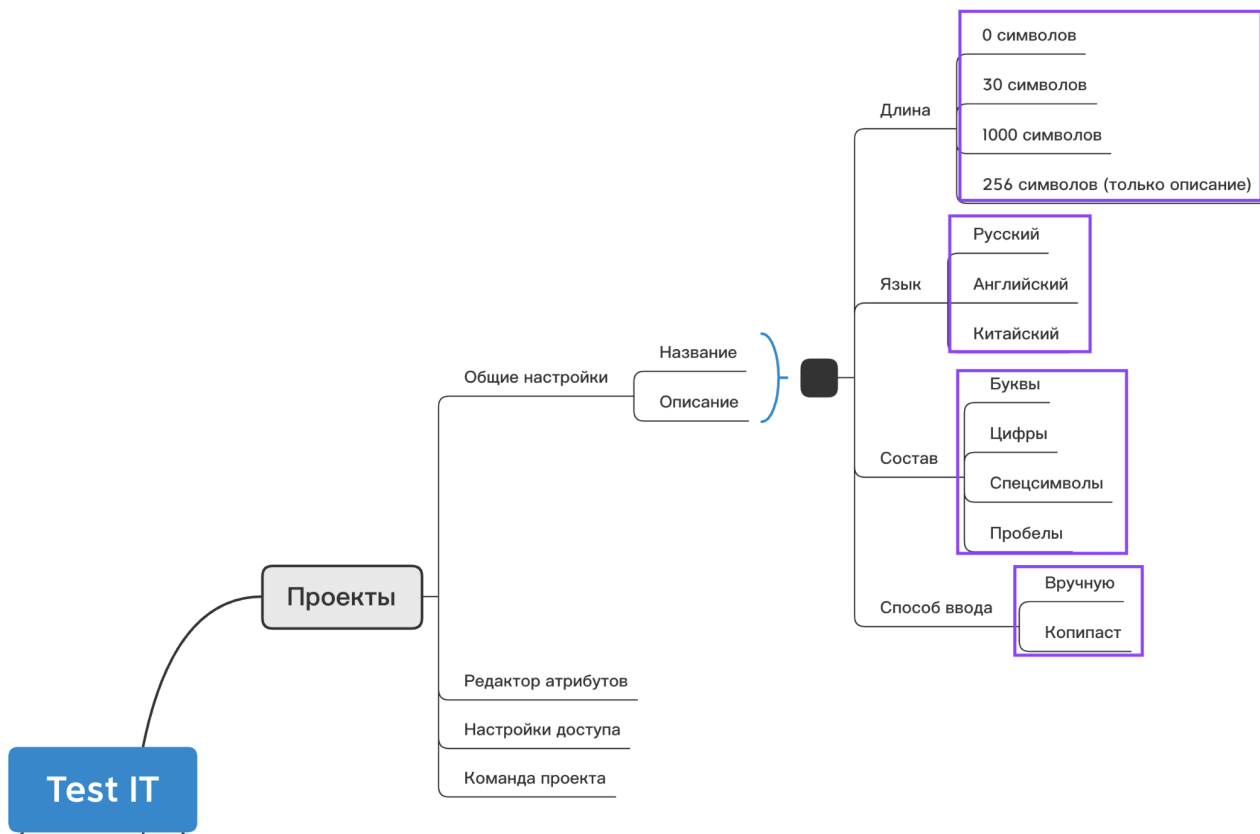 0 символов
30 символов
Длина
1000 символов
256 символов (только описание)
Русский
Язык
Английский
Китайский
Название
Общие настройки
Описание
Буквы
Цифры
Состав
Спецсимволы
Пробелы
Вручную
Проекты
Способ ввода
Копипаст
Редактор атрибутов
Настройки доступа
Команда проекта
Test IT